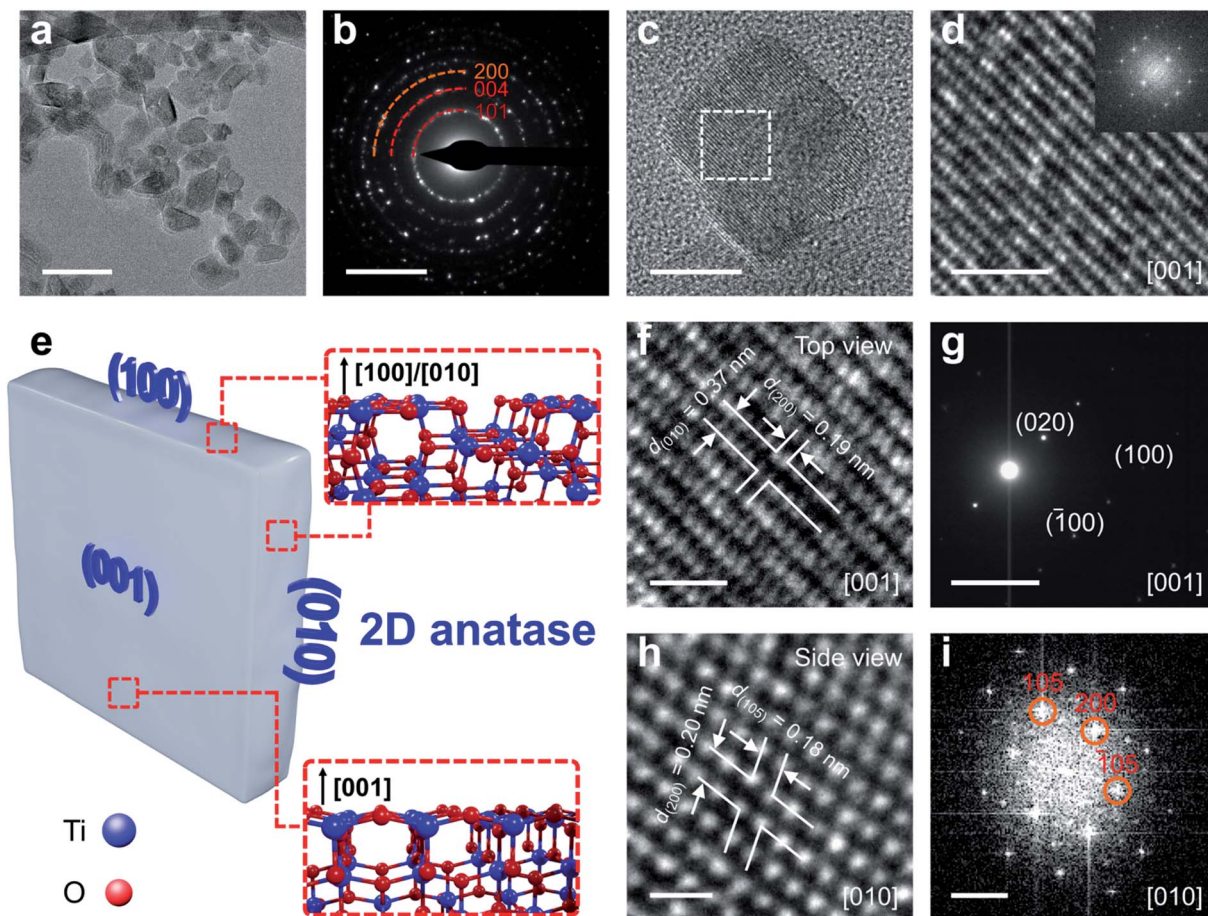 a
b
200
004
101
c
d
[001]
e
(100)
[100]/[010]
(001)
(010)
2D anatase
[001]
Ti
O
f
Top view
d(010) = 0.37 nm
d(200) = 0.19 nm
g
(020)
(100)
(1̄00)
[001]
h
Side view
d(200) = 0.20 nm
d(105) = 0.18 nm
[010]
i
105
200
105
[010]